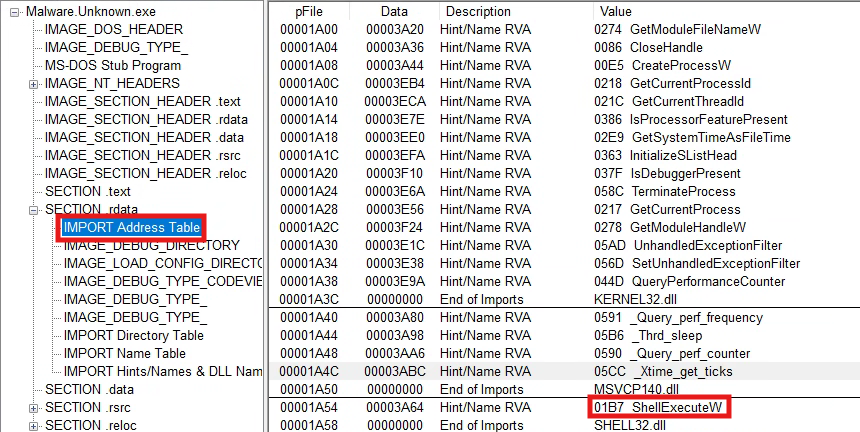 Malware.Unknown.exe
IMAGE_DOS_HEADER
IMAGE_DEBUG_TYPE_
MS-DOS Stub Program
IMAGE_NT_HEADERS
IMAGE_SECTION_HEADER .text
IMAGE_SECTION_HEADER .rdata
IMAGE_SECTION_HEADER .data
IMAGE_SECTION_HEADER .rsrc
IMAGE_SECTION_HEADER .reloc
SECTION .text
SECTION .rdata
IMPORT Address Table
IMAGE_DEBUG_DIRECTORY
IMAGE_LOAD_CONFIG_DIRECTO
IMAGE_DEBUG_TYPE_CODEVIE
IMAGE_DEBUG_TYPE_
IMAGE_DEBUG_TYPE_
IMPORT Directory Table
IMPORT Name Table
IMPORT Hints/Names & DLL Nam
SECTION .data
SECTION .rsrc
SECTION .reloc
pFile Data Description Value
00001A00 00003A20 Hint/Name RVA 0274 GetModuleFileNameW
00001A04 00003A36 Hint/Name RVA 0086 CloseHandle
00001A08 00003A44 Hint/Name RVA 00E5 CreateProcessW
00001A0C 00003EB4 Hint/Name RVA 0218 GetCurrentProcessId
00001A10 00003ECA Hint/Name RVA 021C GetCurrentThreadId
00001A14 00003E7E Hint/Name RVA 0386 IsProcessorFeaturePresent
00001A18 00003EE0 Hint/Name RVA 02E9 GetSystemTimeAsFileTime
00001A1C 00003EFA Hint/Name RVA 0363 InitializeSListHead
00001A20 00003F10 Hint/Name RVA 037F IsDebuggerPresent
00001A24 00003E6A Hint/Name RVA 058C TerminateProcess
00001A28 00003E56 Hint/Name RVA 0217 GetCurrentProcess
00001A2C 00003F24 Hint/Name RVA 0278 GetModuleHandleW
00001A30 00003E1C Hint/Name RVA 05AD UnhandledExceptionFilter
00001A34 00003E38 Hint/Name RVA 056D SetUnhandledExceptionFilter
00001A38 00003E9A Hint/Name RVA 044D QueryPerformanceCounter
00001A3C 00000000 End of Imports KERNEL32.dll
00001A40 00003A80 Hint/Name RVA 0591 _Query_perf_frequency
00001A44 00003A98 Hint/Name RVA 05B6 _Thrd_sleep
00001A48 00003AA6 Hint/Name RVA 0590 _Query_perf_counter
00001A4C 00003ABC Hint/Name RVA 05CC _Xtime_get_ticks
00001A50 00000000 End of Imports MSVCP140.dll
00001A54 00003A64 Hint/Name RVA 01B7 ShellExecuteW
00001A58 00000000 End of Imports SHELL32.dll